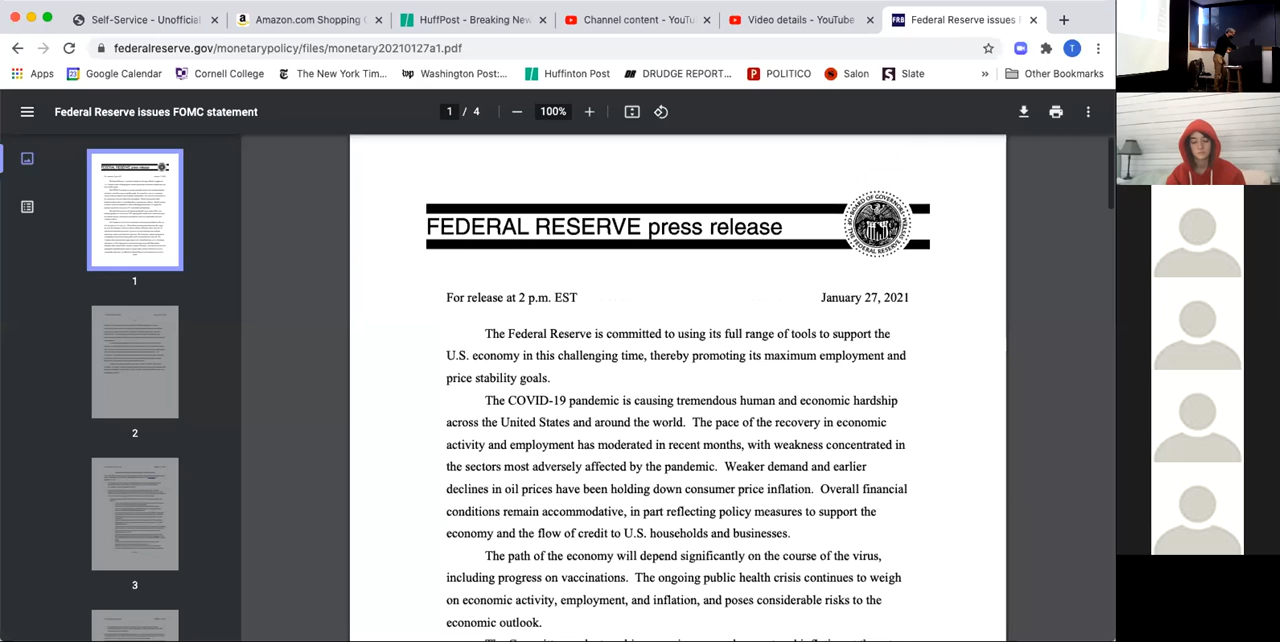 Self-Service - Unofficial
Amazon.com Shopping C
HuffPost - Breaking New
Channel content - YouTu
Video details - YouTube
Federal Reserve issues
federalreserve.gov/monetarypolicy/files/monetary20210127a1.pdf
T
Apps
Google Calendar
Cornell College
The New York Tim...
Washington Post:...
Huffinton Post
DRUDGE REPORT...
POLITICO
Salon
Slate
»
Other Bookmarks
Federal Reserve issues FOMC statement
1 / 4
100%
1
2
3
FEDERAL RESERVE press release
For release at 2 p.m. EST
January 27, 2021
The Federal Reserve is committed to using its full range of tools to support the
U.S. economy in this challenging time, thereby promoting its maximum employment and
price stability goals.
The COVID-19 pandemic is causing tremendous human and economic hardship
across the United States and around the world. The pace of the recovery in economic
activity and employment has moderated in recent months, with weakness concentrated in
the sectors most adversely affected by the pandemic. Weaker demand and earlier
declines in oil prices have been holding down consumer price inflation. Overall financial
conditions remain accommodative, in part reflecting policy measures to support the
economy and the flow of credit to U.S. households and businesses.
The path of the economy will depend significantly on the course of the virus,
including progress on vaccinations. The ongoing public health crisis continues to weigh
on economic activity, employment, and inflation, and poses considerable risks to the
economic outlook.